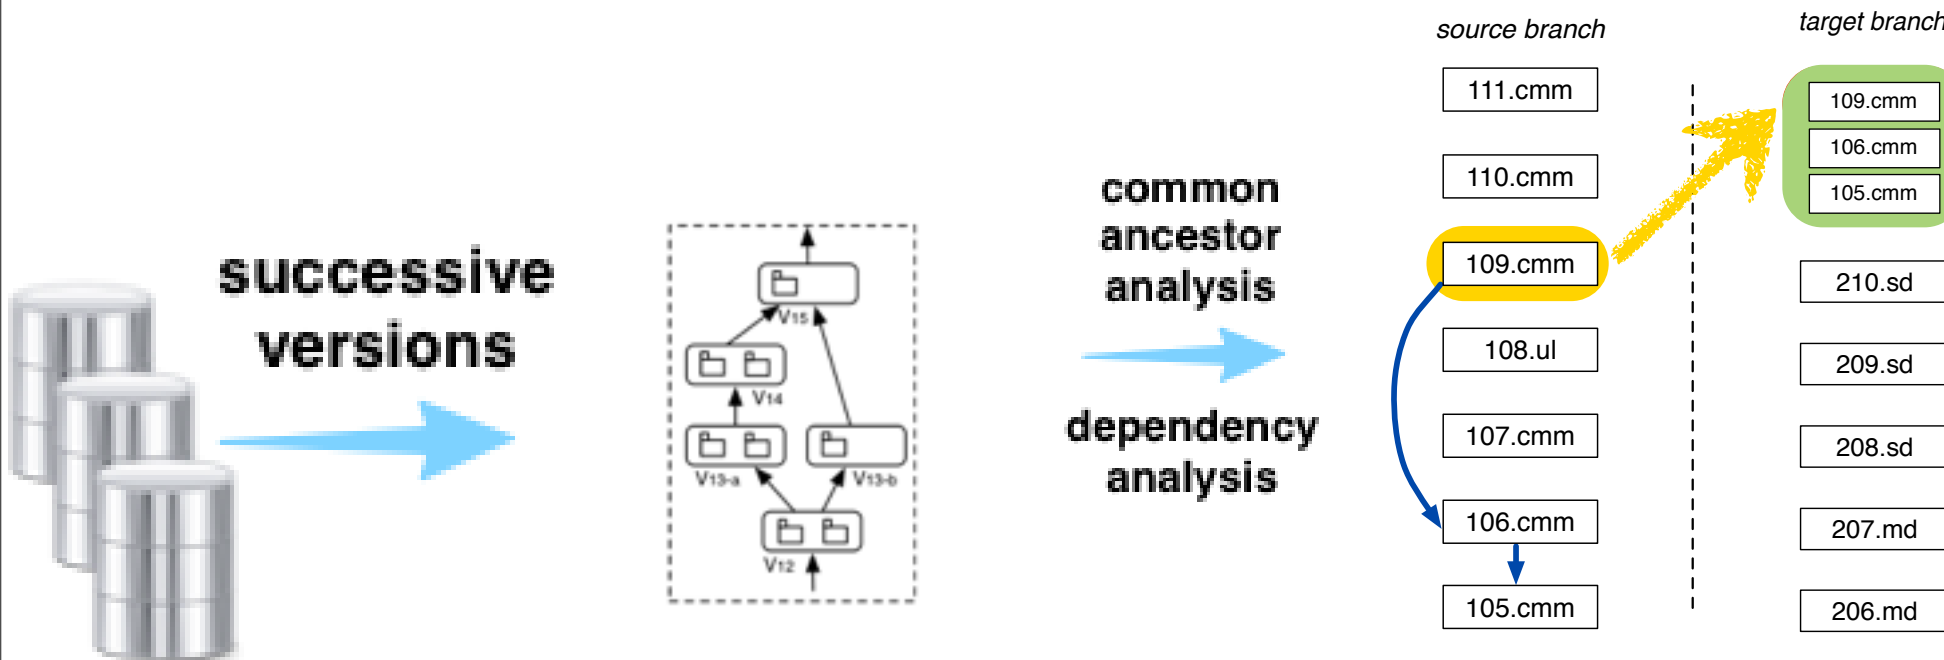 successive
versions
V15
V14
V13-a
V13-b
V12
common
ancestor
analysis
dependency
analysis
source branch
111.cmm
110.cmm
109.cmm
108.ul
107.cmm
106.cmm
105.cmm
target branch
109.cmm
106.cmm
105.cmm
210.sd
209.sd
208.sd
207.md
206.md